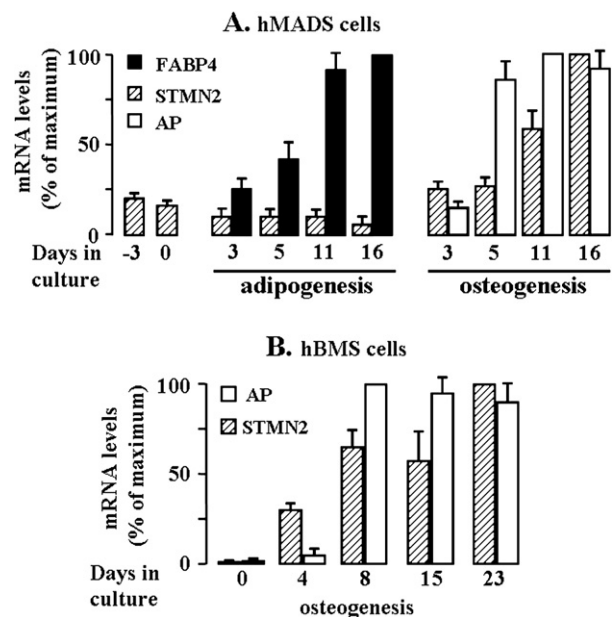 A. hMADS cells
mRNA levels
(% of maximum)
100
50
0
FABP4
STMN2
AP
Days in
culture
-3 0 3 5 11 16 3 5 11 16
adipogenesis osteogenesis
B. hBMS cells
mRNA levels
(% of maximum)
100
50
0
AP
STMN2
Days in
culture
0 4 8 15 23
osteogenesis